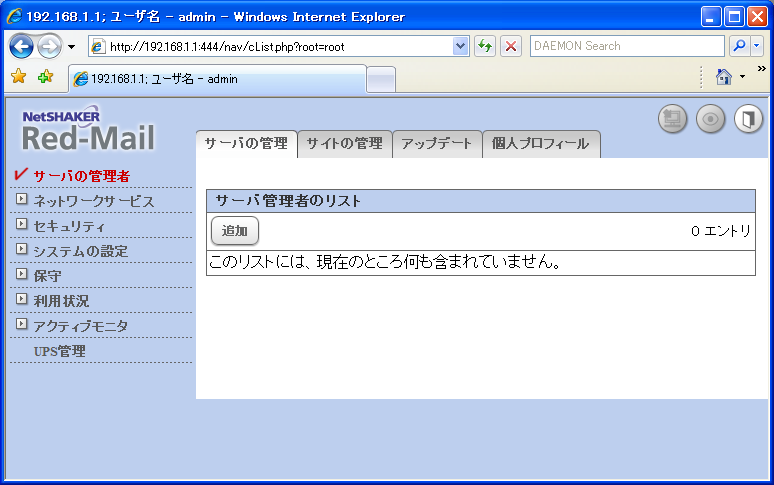 192.168.1.1; ユーザ名 - admin - Windows Internet Explorer
http://192.168.1.1:444/nav/cList.php?root=root
DAEMON Search
192.168.1.1; ユーザ名 - admin
NetSHAKER
Red-Mail
サーバの管理 サイトの管理 アップデート 個人プロフィール
サーバの管理者
ネットワークサービス
セキュリティ
システムの設定
保守
利用状況
アクティブモニタ
UPS管理
サーバ管理者のリスト
追加 0 エントリ
このリストには、現在のところ何も含まれていません。